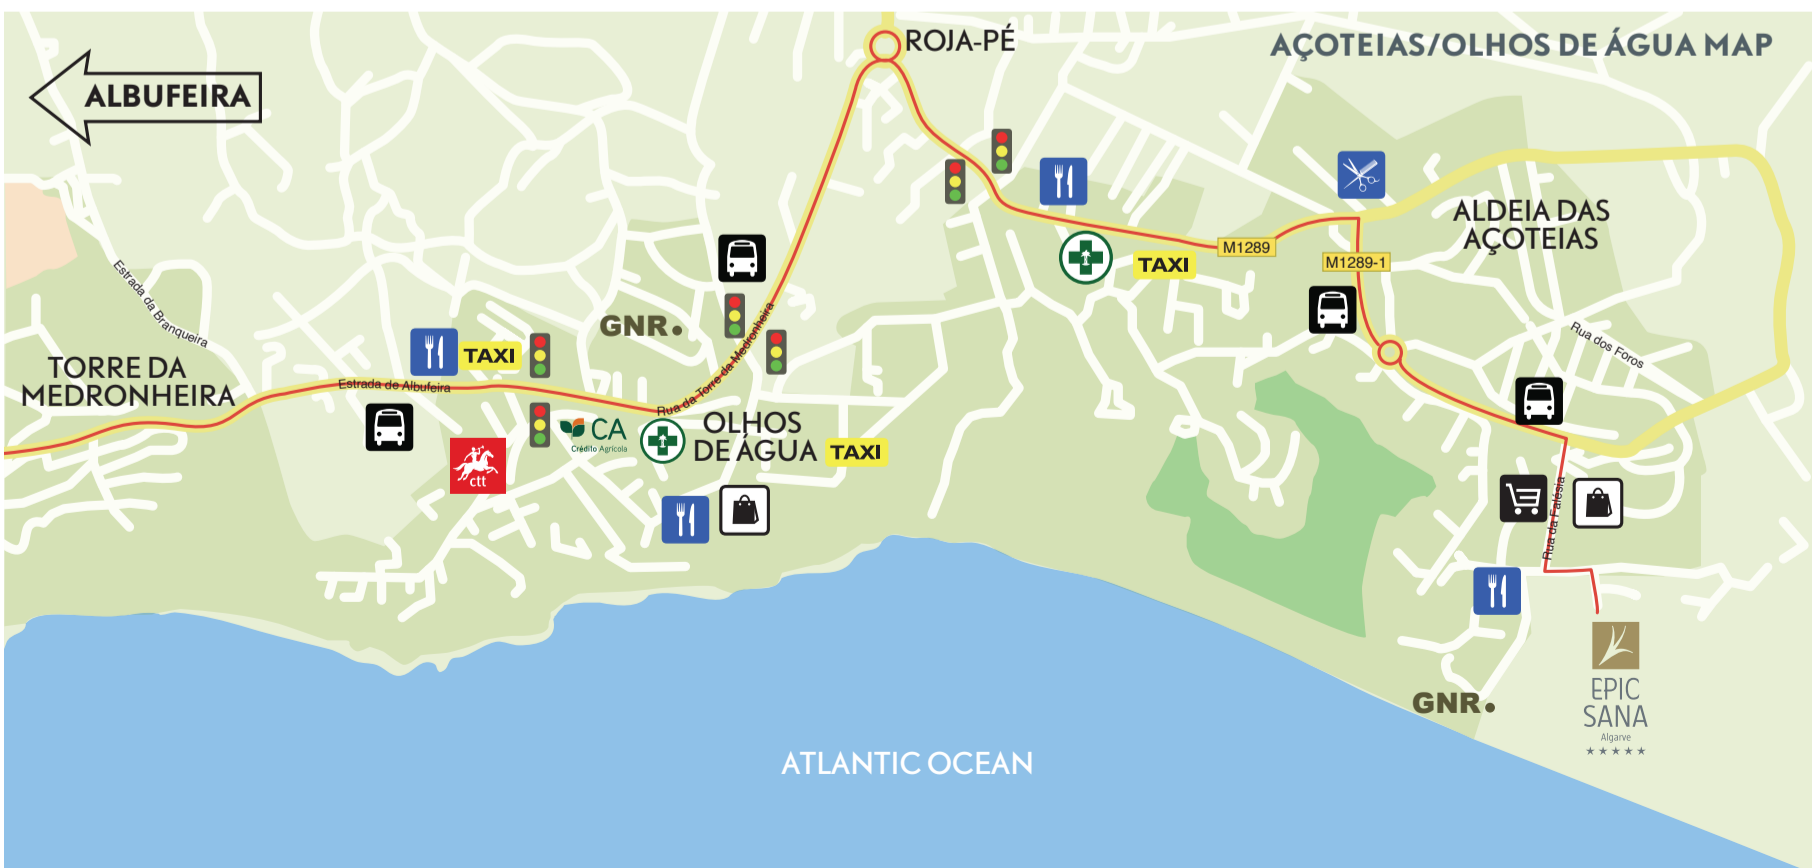 ROJA-PÉ
AÇOTEIAS/OLHOS DE ÁGUA MAP
ALBUFEIRA
ALDEIA DAS
AÇOTEIAS
M1289
M1289-1
TAXI
Estrada da Branqueira
GNR
Rua da Torre da Medronheira
Rua dos Foros
TORRE DA
MEDRONHEIRA
TAXI
Estrada de Albufeira
CA
Crédito Agrícola
OLHOS
DE ÁGUA
TAXI
ctt
Rua da Falésia
EPIC
SANA
Algarve
GNR
ATLANTIC OCEAN